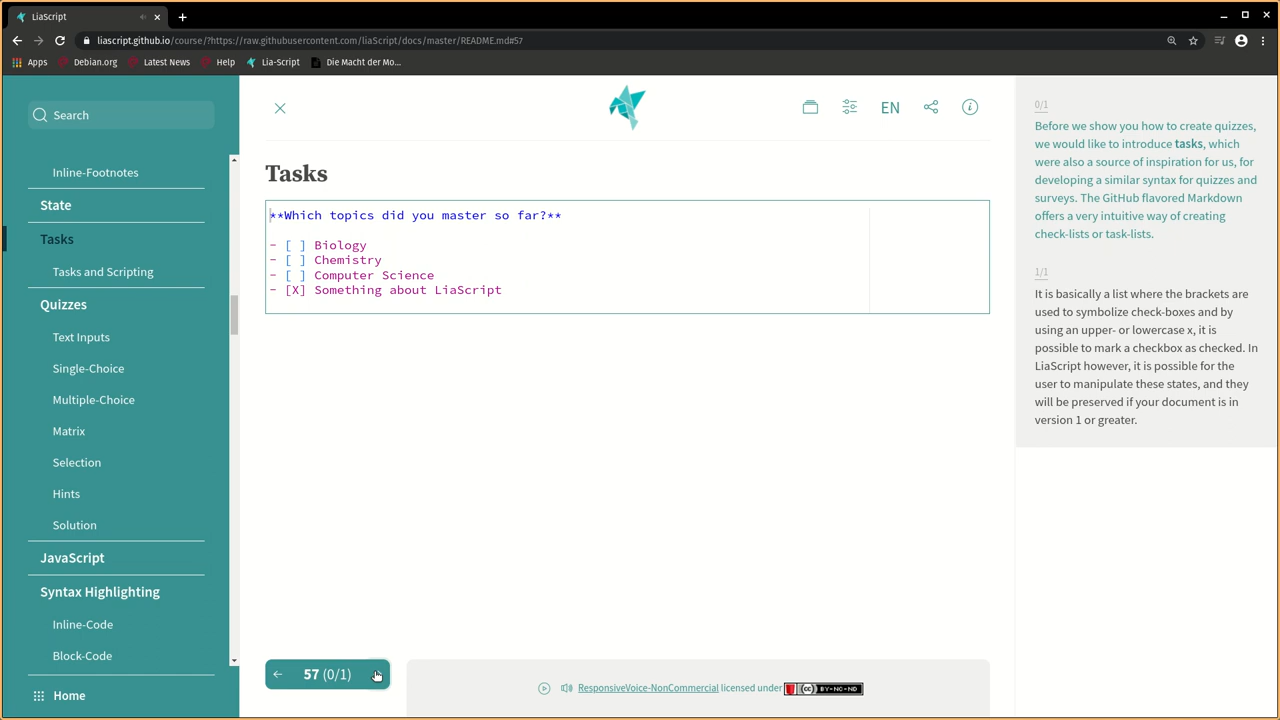 LiaScript
liascript.github.io/course/?https://raw.githubusercontent.com/liaScript/docs/master/README.md#57
Apps
Debian.org
Latest News
Help
Lia-Script
Die Macht der Mo...
Search
Inline-Footnotes
State
Tasks
Tasks and Scripting
Quizzes
Text Inputs
Single-Choice
Multiple-Choice
Matrix
Selection
Hints
Solution
JavaScript
Syntax Highlighting
Inline-Code
Block-Code
Home
EN
Tasks
**Which topics did you master so far?**
- [ ] Biology
- [ ] Chemistry
- [ ] Computer Science
- [X] Something about LiaScript
57 (0/1)
ResponsiveVoice-NonCommercial licensed under
cc BY-NC-ND
0/1
Before we show you how to create quizzes,
we would like to introduce tasks, which
were also a source of inspiration for us, for
developing a similar syntax for quizzes and
surveys. The GitHub flavored Markdown
offers a very intuitive way of creating
check-lists or task-lists.
1/1
It is basically a list where the brackets are
used to symbolize check-boxes and by
using an upper- or lowercase x, it is
possible to mark a checkbox as checked. In
LiaScript however, it is possible for the
user to manipulate these states, and they
will be preserved if your document is in
version 1 or greater.